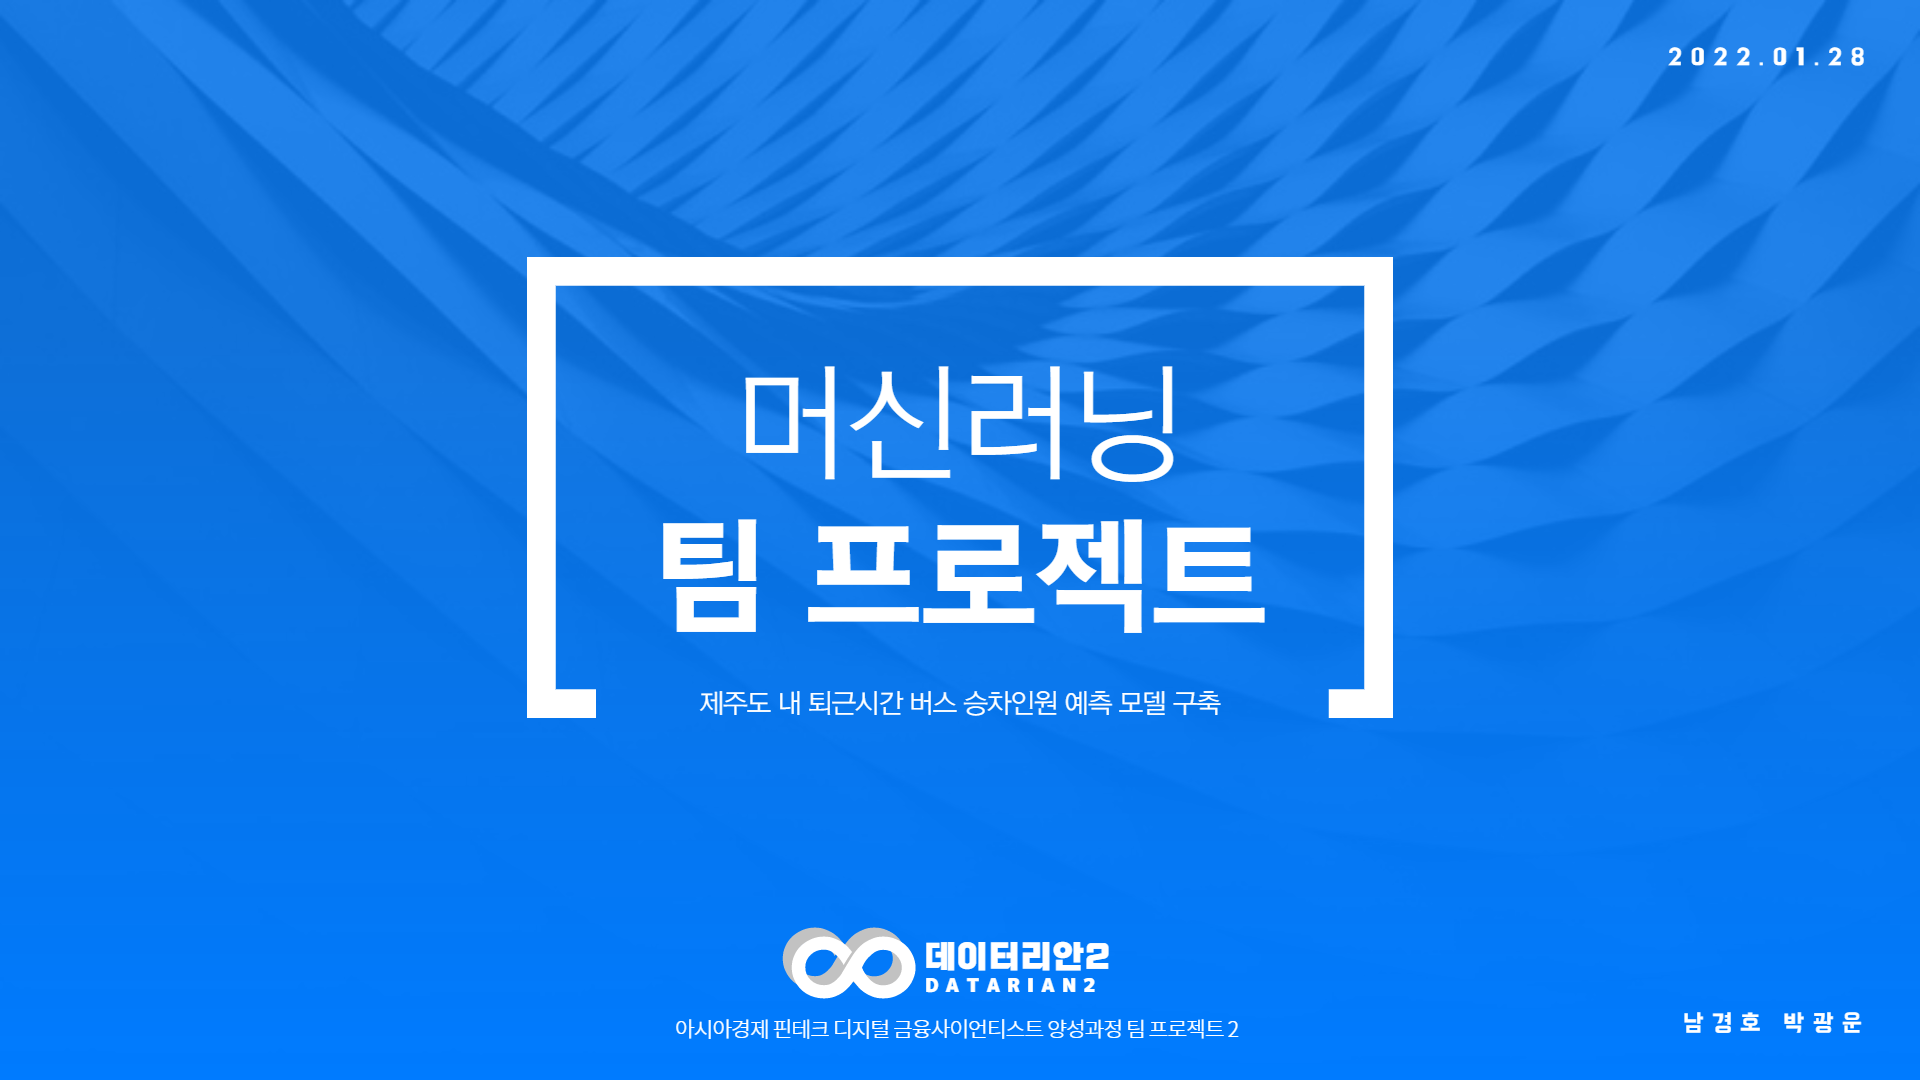 2022.01.28
머신러닝
팀 프로젝트
제주도 내 퇴근시간 버스 승차인원 예측 모델 구축
데이터리안2
DATARIAN2
아시아경제 핀테크 디지털 금융사이언티스트 양성과정 팀 프로젝트 2
남경호 박광운